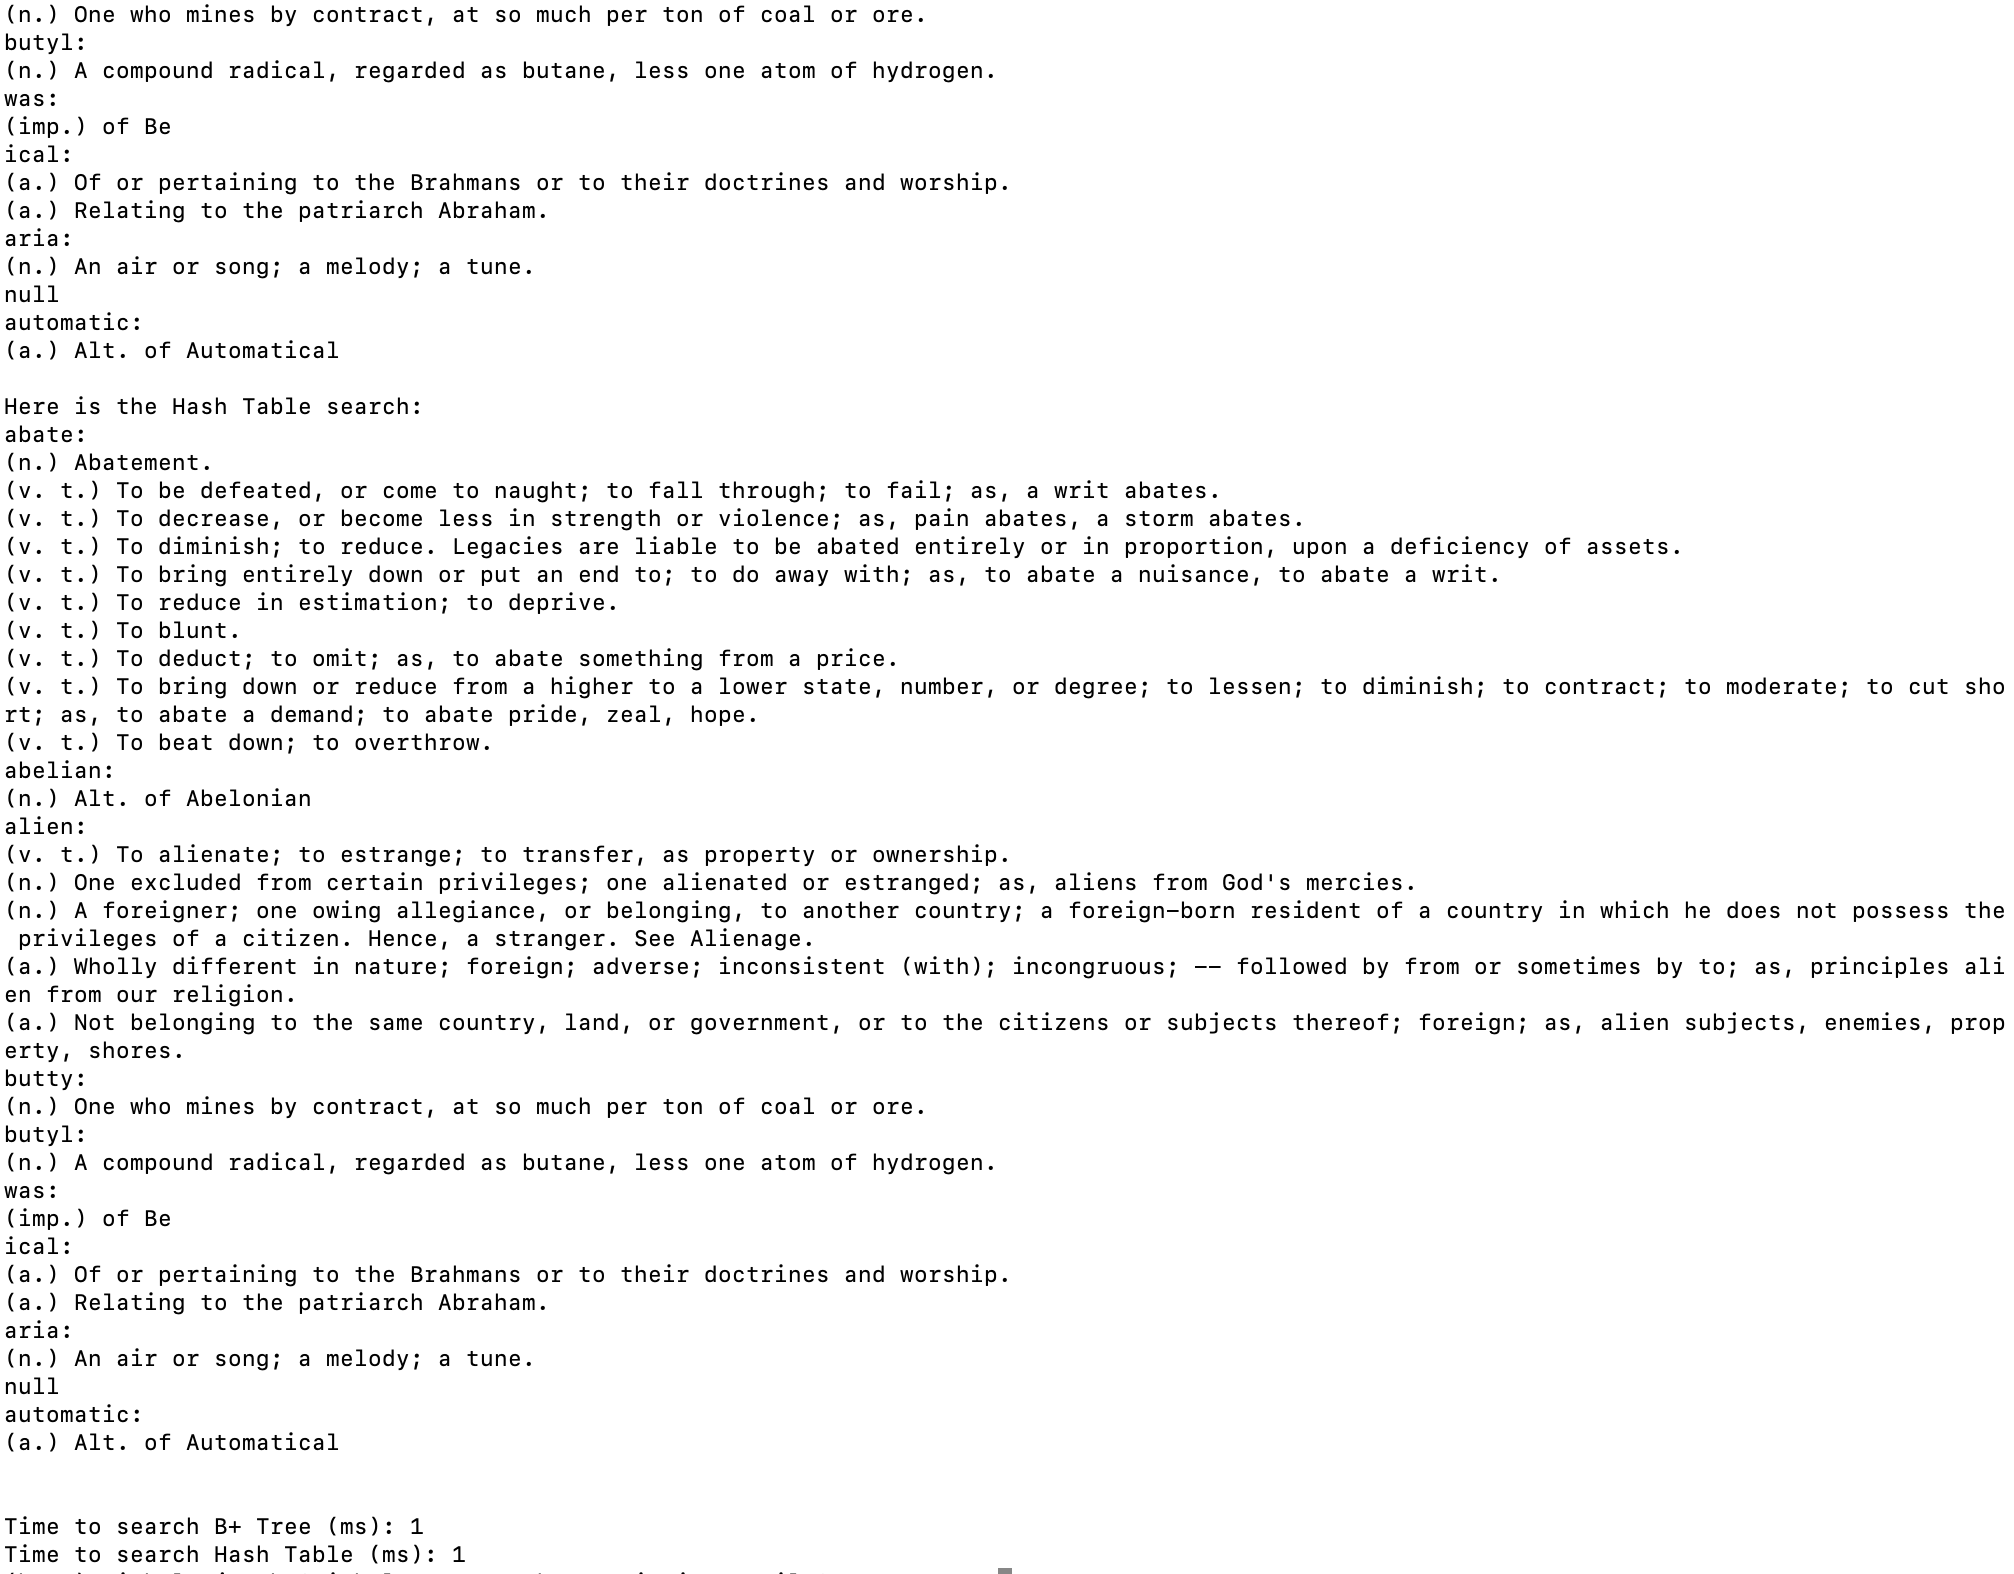 (n.) One who mines by contract, at so much per ton of coal or ore.
butyl:
(n.) A compound radical, regarded as butane, less one atom of hydrogen.
was:
(imp.) of Be
ical:
(a.) Of or pertaining to the Brahmans or to their doctrines and worship.
(a.) Relating to the patriarch Abraham.
aria:
(n.) An air or song; a melody; a tune.
null
automatic:
(a.) Alt. of Automatical

Here is the Hash Table search:
abate:
(n.) Abatement.
(v. t.) To be defeated, or come to naught; to fall through; to fail; as, a writ abates.
(v. t.) To decrease, or become less in strength or violence; as, pain abates, a storm abates.
(v. t.) To diminish; to reduce. Legacies are liable to be abated entirely or in proportion, upon a deficiency of assets.
(v. t.) To bring entirely down or put an end to; to do away with; as, to abate a nuisance, to abate a writ.
(v. t.) To reduce in estimation; to deprive.
(v. t.) To blunt.
(v. t.) To deduct; to omit; as, to abate something from a price.
(v. t.) To bring down or reduce from a higher to a lower state, number, or degree; to lessen; to diminish; to contract; to moderate; to cut sho
rt; as, to abate a demand; to abate pride, zeal, hope.
(v. t.) To beat down; to overthrow.
abelian:
(n.) Alt. of Abelonian
alien:
(v. t.) To alienate; to estrange; to transfer, as property or ownership.
(n.) One excluded from certain privileges; one alienated or estranged; as, aliens from God's mercies.
(n.) A foreigner; one owing allegiance, or belonging, to another country; a foreign-born resident of a country in which he does not possess the
 privileges of a citizen. Hence, a stranger. See Alienage.
(a.) Wholly different in nature; foreign; adverse; inconsistent (with); incongruous; -- followed by from or sometimes by to; as, principles ali
en from our religion.
(a.) Not belonging to the same country, land, or government, or to the citizens or subjects thereof; foreign; as, alien subjects, enemies, prop
erty, shores.
butty:
(n.) One who mines by contract, at so much per ton of coal or ore.
butyl:
(n.) A compound radical, regarded as butane, less one atom of hydrogen.
was:
(imp.) of Be
ical:
(a.) Of or pertaining to the Brahmans or to their doctrines and worship.
(a.) Relating to the patriarch Abraham.
aria:
(n.) An air or song; a melody; a tune.
null
automatic:
(a.) Alt. of Automatical

Time to search B+ Tree (ms): 1
Time to search Hash Table (ms): 1